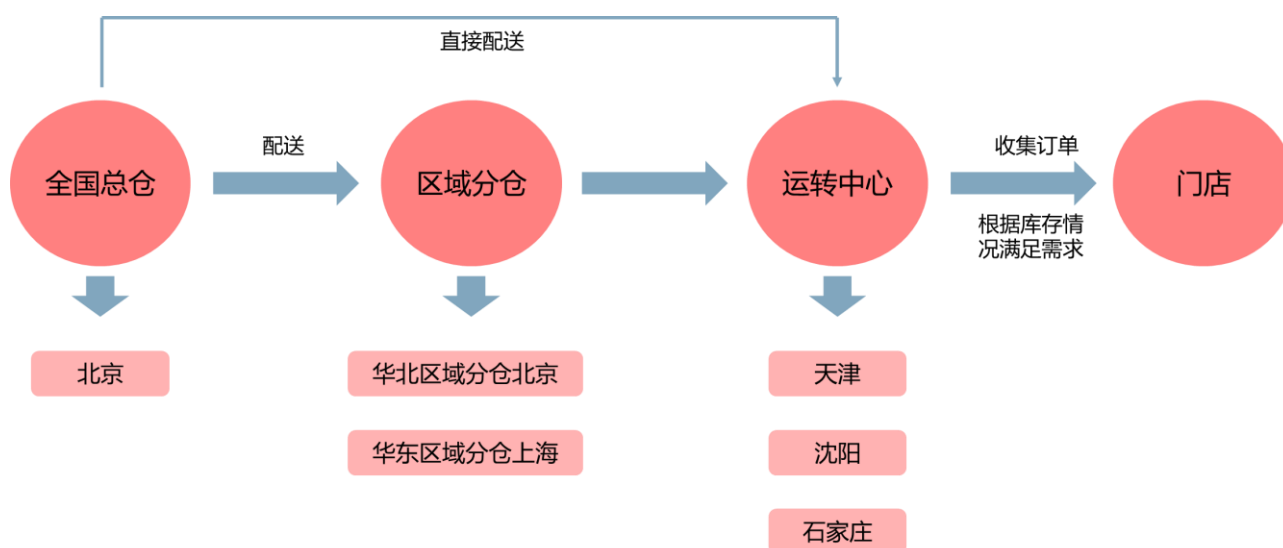 直接配送
全国总仓
配送
区域分仓
运转中心
收集订单
根据库存情
况满足需求
门店
北京
华北区域分仓北京
天津
华东区域分仓上海
沈阳
石家庄